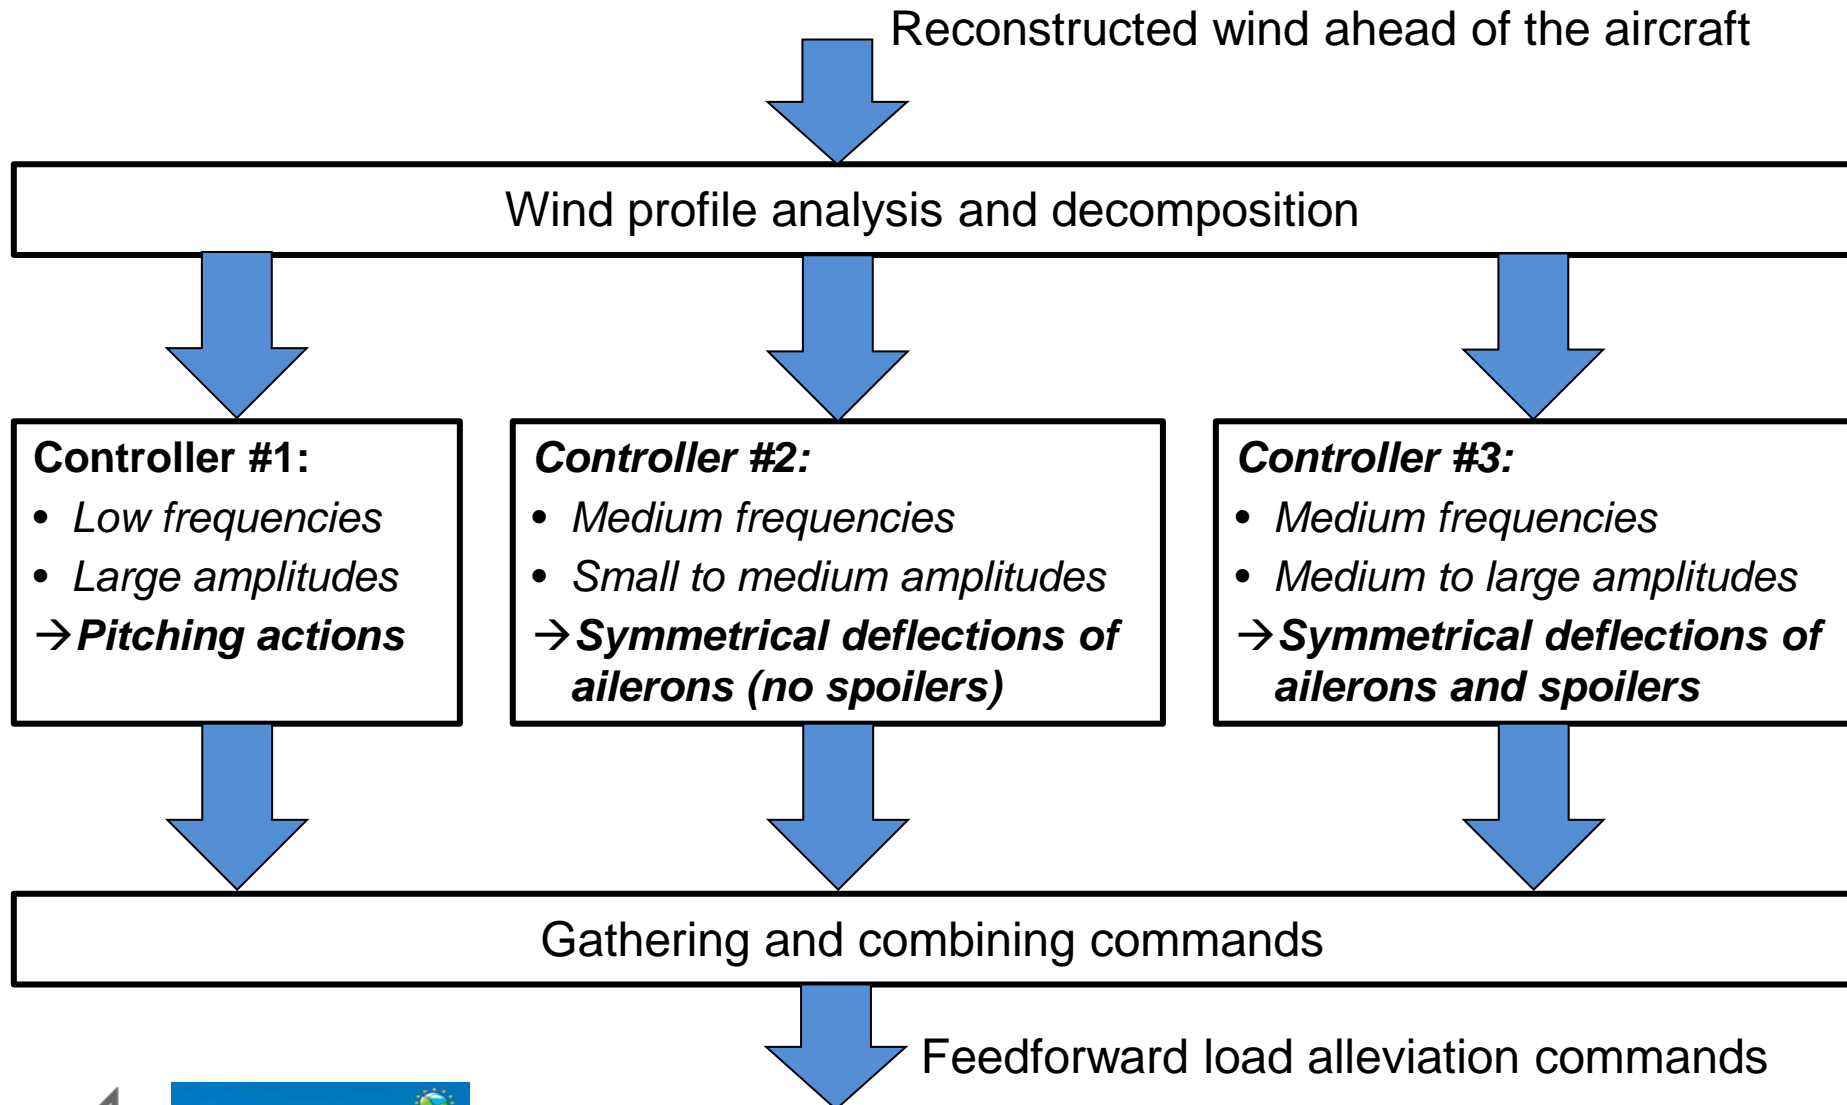 Reconstructed wind ahead of the aircraft
Wind profile analysis and decomposition
Controller #1:
• Low frequencies
• Large amplitudes
→Pitching actions
Controller #2:
• Medium frequencies
• Small to medium amplitudes
→Symmetrical deflections of
ailerons (no spoilers)
Controller #3:
• Medium frequencies
• Medium to large amplitudes
→Symmetrical deflections of
ailerons and spoilers
Gathering and combining commands
Feedforward load alleviation commands